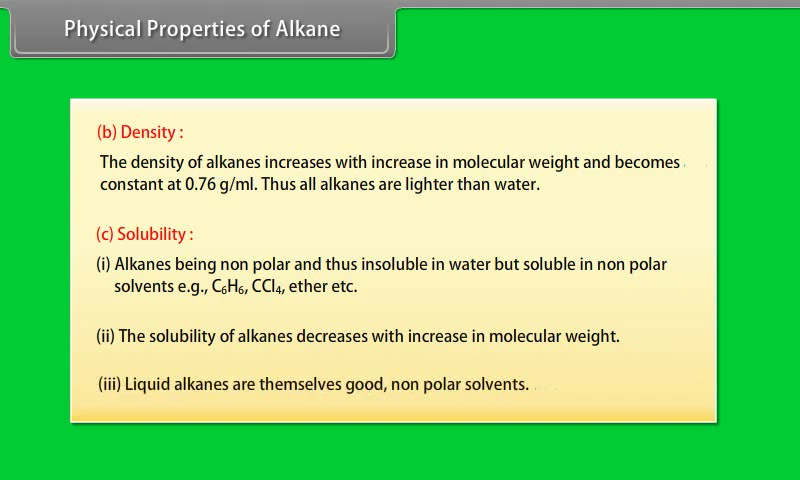 Physical Properties of Alkane
(b) Density :
The density of alkanes increases with increase in molecular weight and becomes
constant at 0.76 g/ml. Thus all alkanes are lighter than water.
(c) Solubility :
(i) Alkanes being non polar and thus insoluble in water but soluble in non polar
solvents e.g., C₆H₆, CCl₄, ether etc.
(ii) The solubility of alkanes decreases with increase in molecular weight.
(iii) Liquid alkanes are themselves good, non polar solvents.